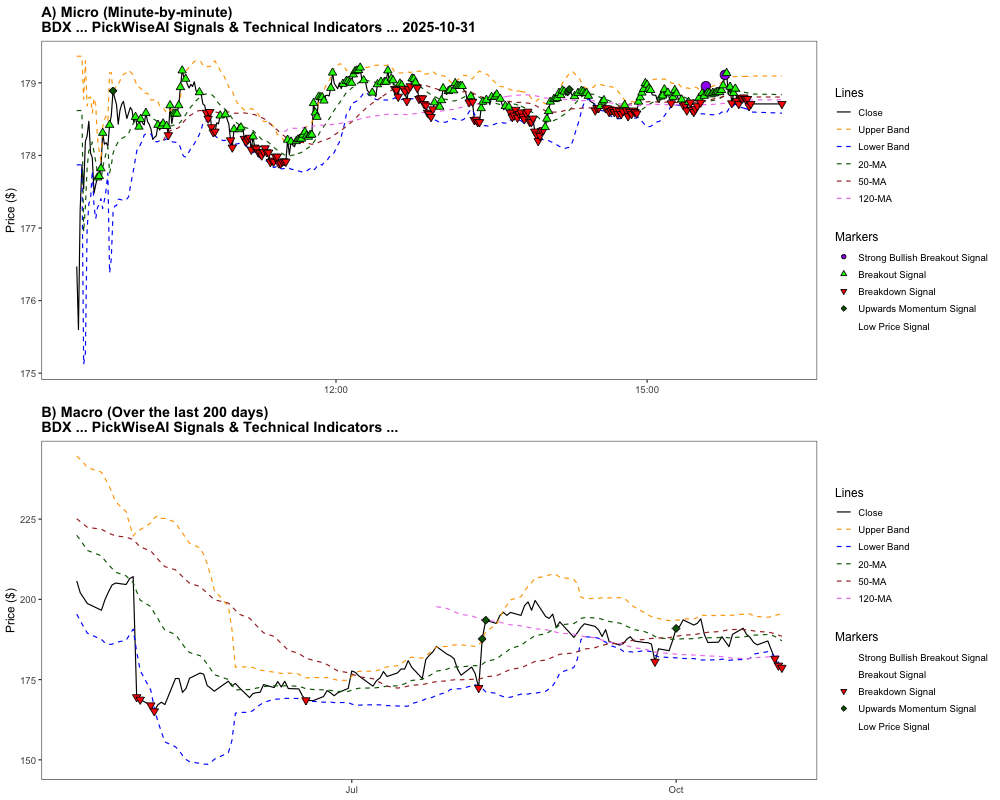 A) Micro (Minute-by-minute)
BDX ... PickWiseAI Signals & Technical Indicators ... 2025-10-31
Price ($)
179
178
177
176
175
12:00
15:00
Lines
Close
Upper Band
Lower Band
20-MA
50-MA
120-MA
Markers
Strong Bullish Breakout Signal
Breakout Signal
Breakdown Signal
Upwards Momentum Signal
Low Price Signal
B) Macro (Over the last 200 days)
BDX ... PickWiseAI Signals & Technical Indicators ...
Price ($)
225
200
175
150
Jul
Oct
Lines
Close
Upper Band
Lower Band
20-MA
50-MA
120-MA
Markers
Strong Bullish Breakout Signal
Breakout Signal
Breakdown Signal
Upwards Momentum Signal
Low Price Signal